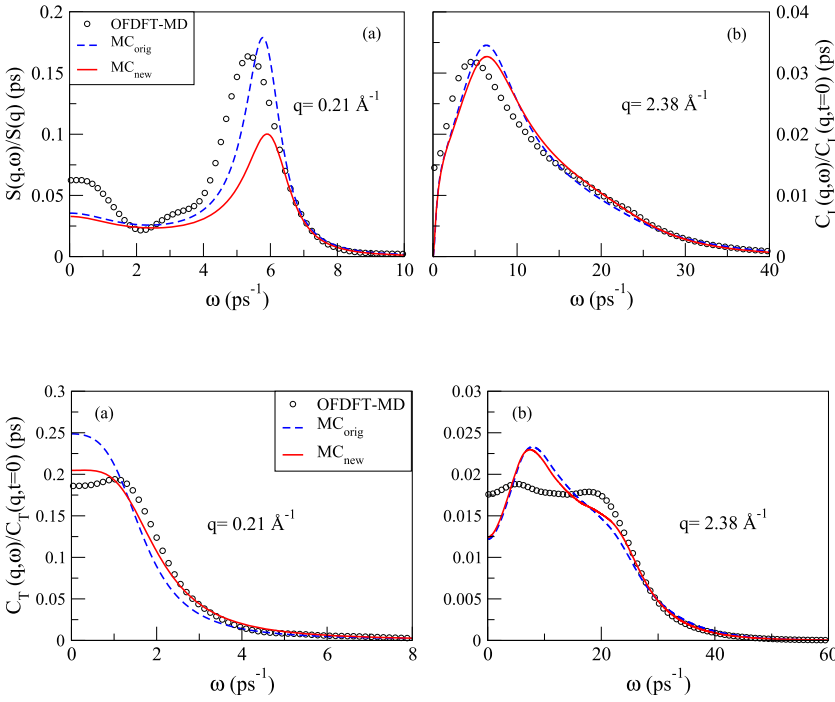 0.2
0.15
0.1
0.05
0
S(q,ω)/S(q) (ps)
OFDFT-MD
MC_orig
MC_new
(a)
q= 0.21 Å^-1
0 2 4 6 8 10
ω (ps^-1)
(b)
q= 2.38 Å^-1
0 10 20 30 40
ω (ps^-1)
0.04
0.03
0.02
0.01
0
(q,ω)/C
(q,t=0) (ps)
0.3
0.25
0.2
0.15
0.1
0.05
0
C_T (q,ω)/C_T(q,t=0) (ps)
(a)
OFDFT-MD
MC_orig
MC_new
q= 0.21 Å^-1
0 2 4 6 8
ω (ps^-1)
0.03
0.025
0.02
0.015
0.01
0.005
0
(b)
q= 2.38 Å^-1
0 20 40 60
ω (ps^-1)